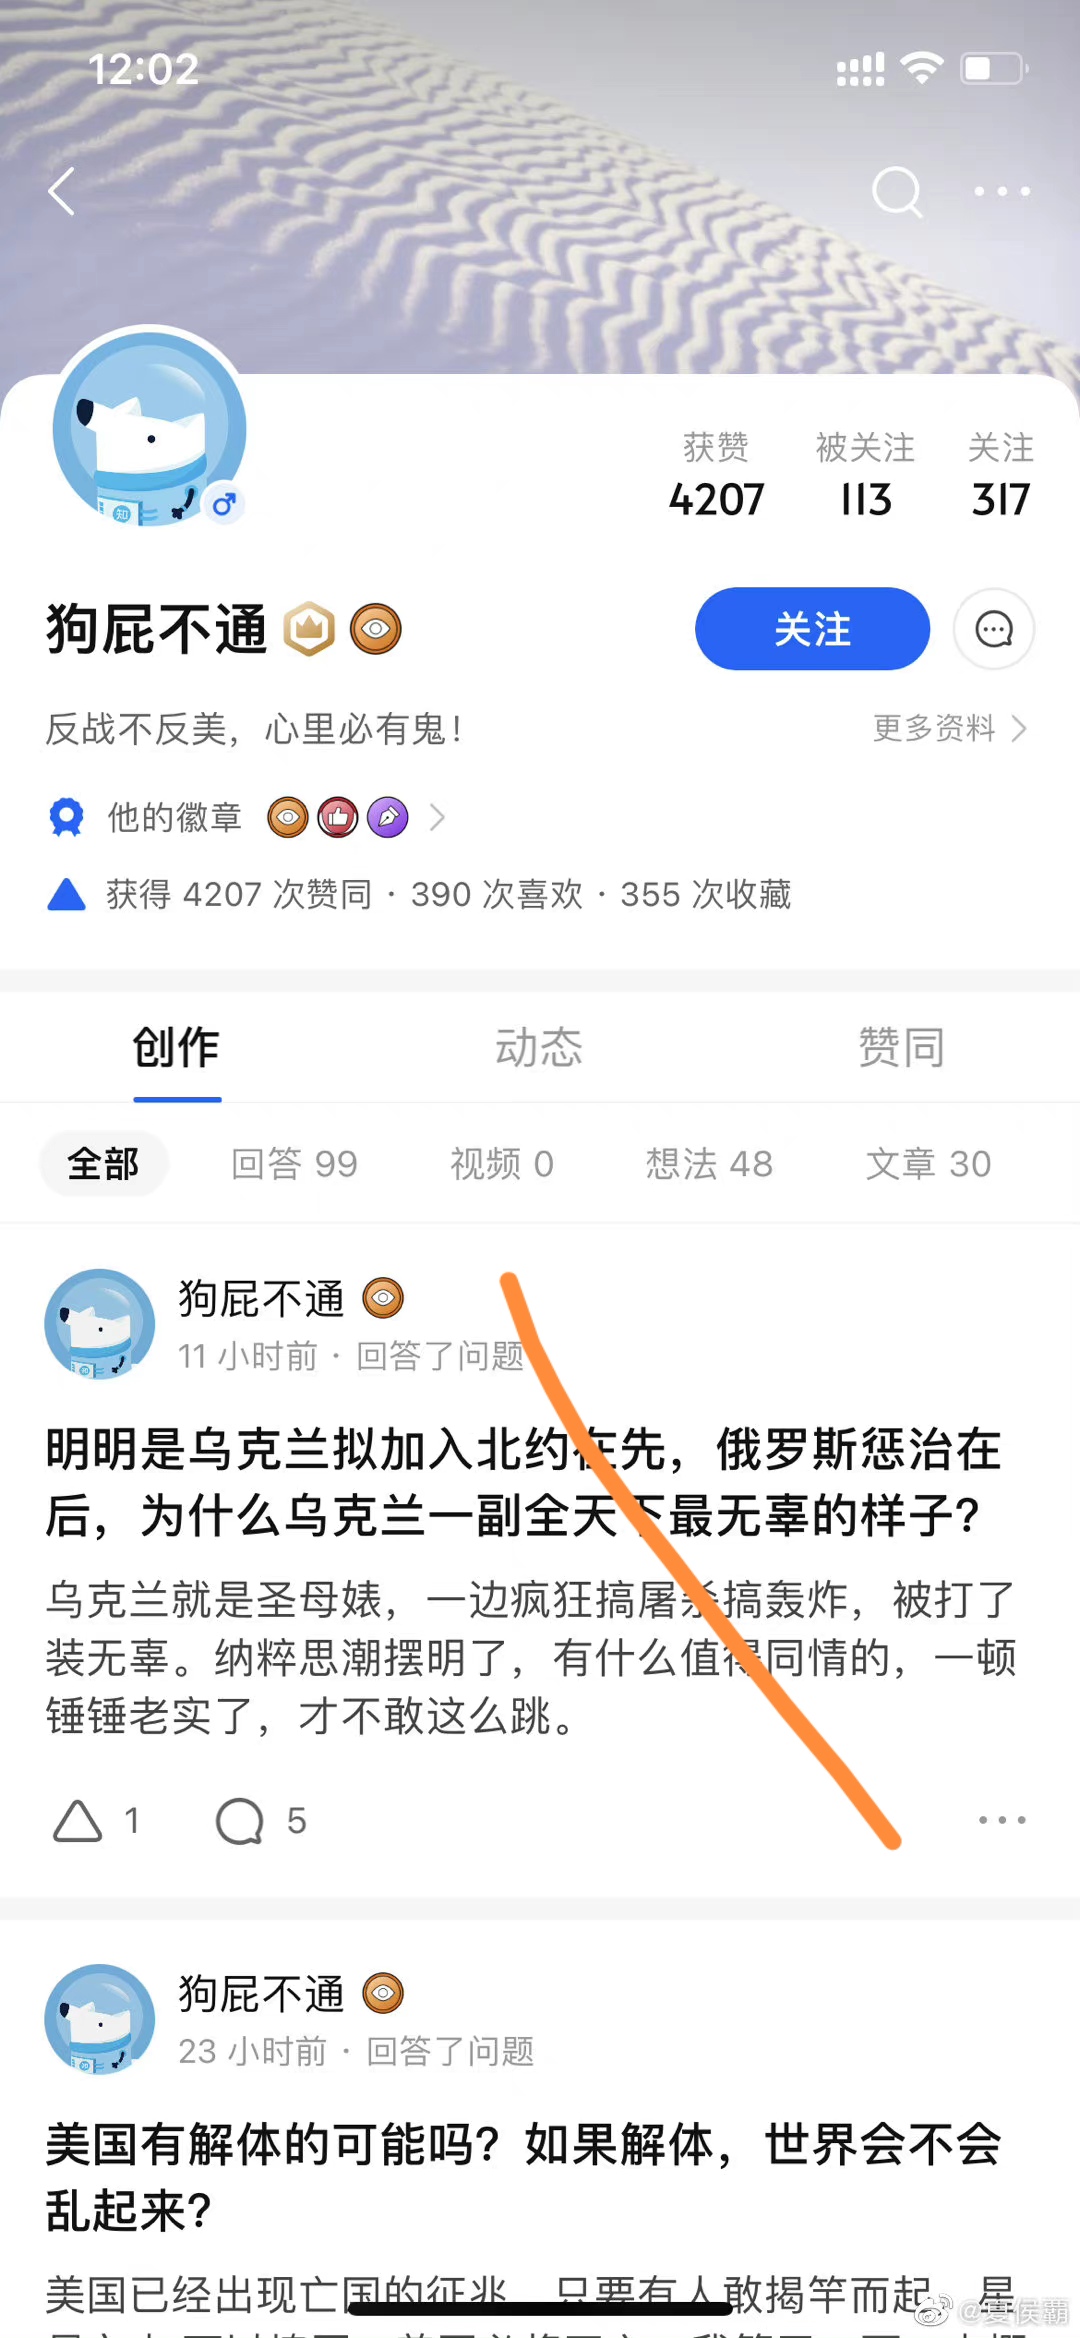 12:02
获赞 被关注 关注
4207 113 317
狗屁不通
关注
反战不反美，心里必有鬼！
更多资料
他的徽章
获得 4207 次赞同 · 390 次喜欢 · 355 次收藏
创作 动态 赞同
全部 回答 99 视频 0 想法 48 文章 30
狗屁不通
11 小时前 · 回答了问题
明明是乌克兰拟加入北约在先，俄罗斯惩治在
后，为什么乌克兰一副全天下最无辜的样子？
乌克兰就是圣母婊，一边疯狂搞屠杀搞轰炸，被打了
装无辜。纳粹思潮摆明了，有什么值得同情的，一顿
锤锤老实了，才不敢这么跳。
1 5
狗屁不通
23 小时前 · 回答了问题
美国有解体的可能吗？如果解体，世界会不会
乱起来？
美国已经出现亡国的征兆，只要有人敢揭竿而起，星
@夏侯霸